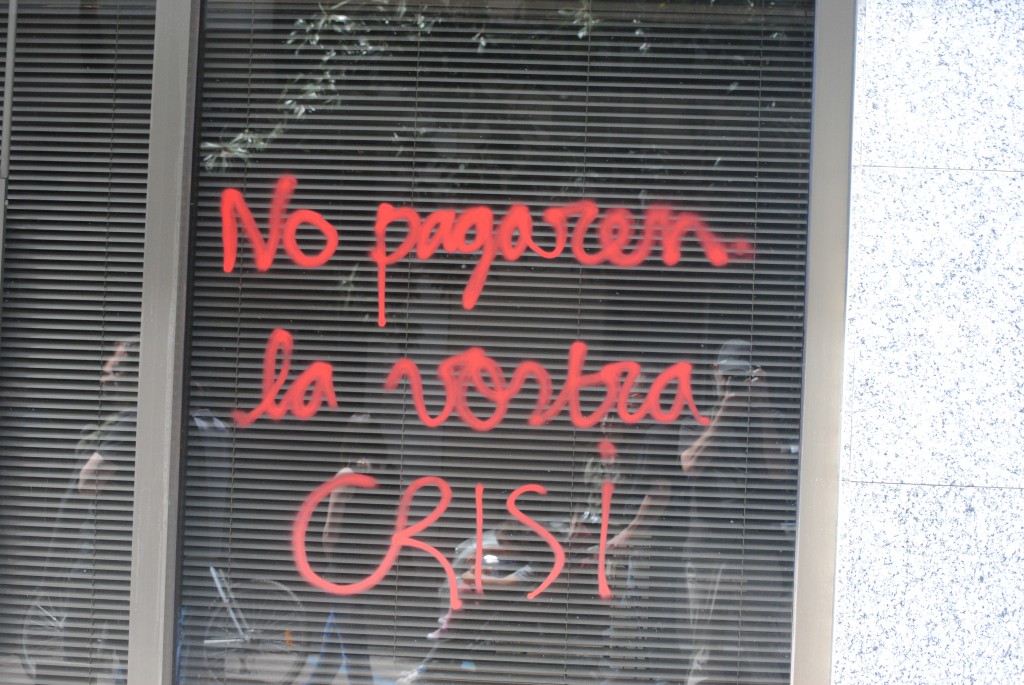 No pagarem
la vostra
CRISi